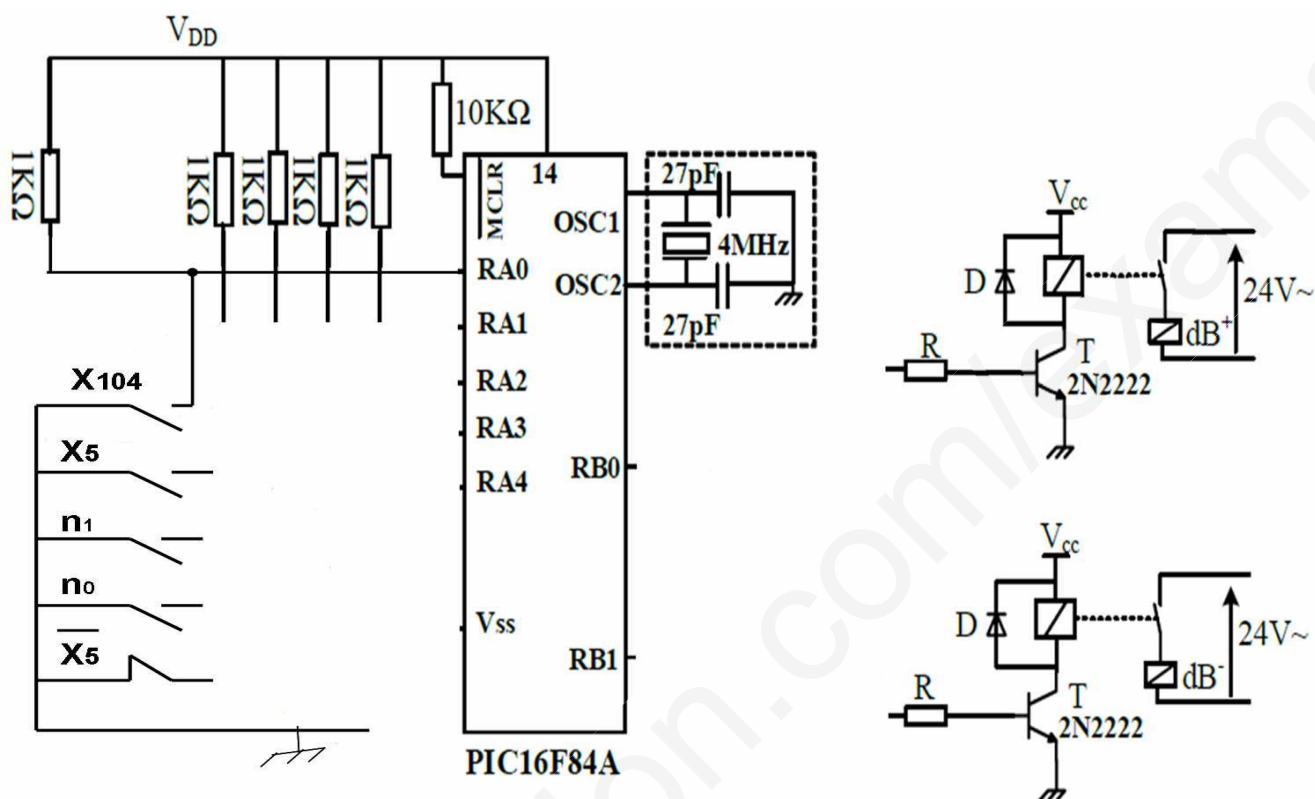 V_DD
10KΩ
1KΩ
1KΩ
1KΩ
1KΩ
1KΩ
MCLR
14
27pF
OSC1
4MHz
RA0
OSC2
27pF
RA1
X104
RA2
X5
RA3
RA4
RB0
n1
n0
Vss
X5
RB1
PIC16F84A
Vcc
D
24V~
dB+
R
T
2N2222
Vcc
D
24V~
dB-
R
T
2N2222